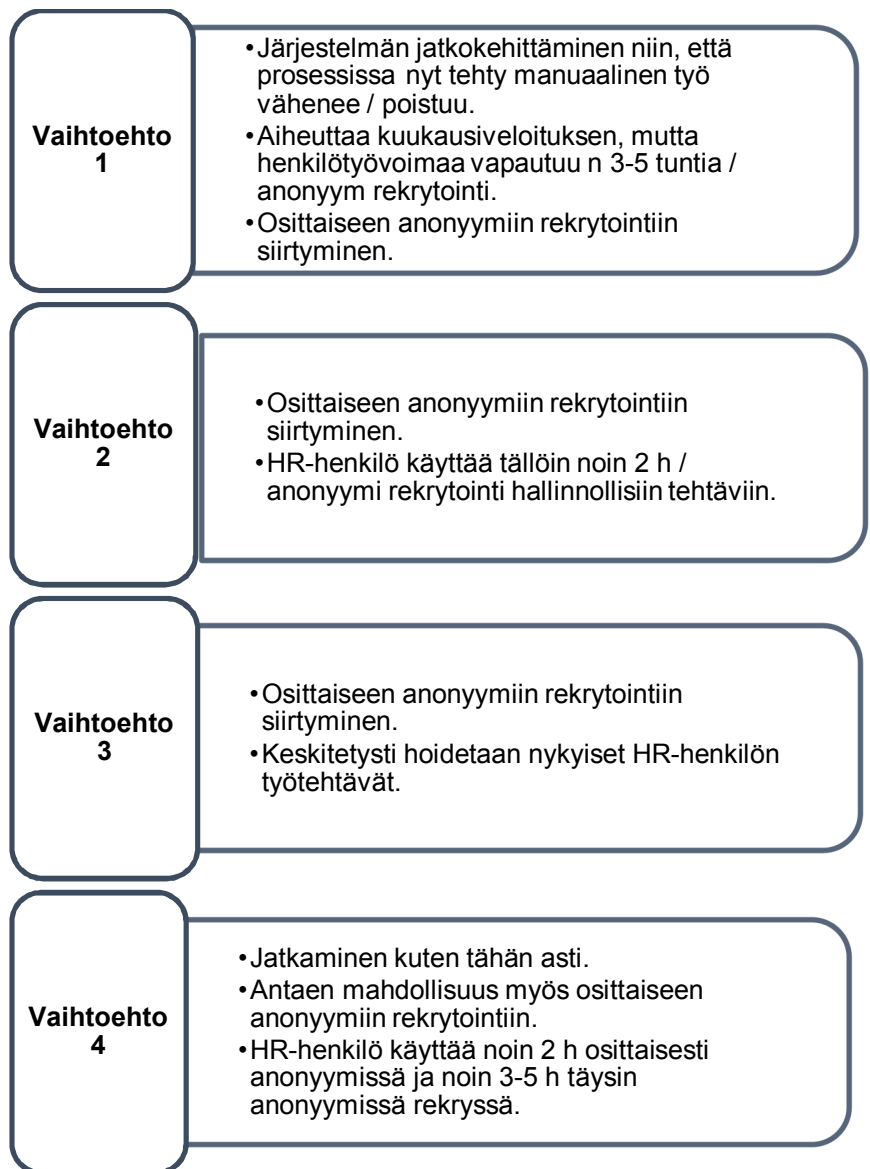 Vaihtoehto
1
•Järjestelmän jatkokehittäminen niin, että
prosessissa nyt tehty manuaalinen työ
vähenee / poistuu.
•Aiheuttaa kuukausiveloituksen, mutta
henkilötyövoimaa vapautuu n 3-5 tuntia /
anonyym rekrytointi.
•Osittaiseen anonyymiin rekrytointiin
siirtyminen.
Vaihtoehto
2
•Osittaiseen anonyymiin rekrytointiin
siirtyminen.
•HR-henkilö käyttää tällöin noin 2 h /
anonyymi rekrytointi hallinnollisiin tehtäviin.
Vaihtoehto
3
•Osittaiseen anonyymiin rekrytointiin
siirtyminen.
•Keskitetysti hoidetaan nykyiset HR-henkilön
työtehtävät.
Vaihtoehto
4
•Jatkaminen kuten tähän asti.
•Antaen mahdollisuus myös osittaiseen
anonyymiin rekrytointiin.
•HR-henkilö käyttää noin 2 h osittaisesti
anonyymissä ja noin 3-5 h täysin
anonyymissä rekryssä.